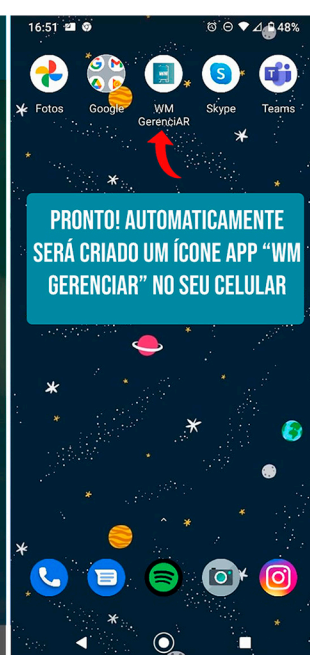 16:51
48%
Fotos
Google
WM
GerenciAR
Skype
Teams
PRONTO! AUTOMATICAMENTE
SERÁ CRIADO UM ÍCONE APP “WM
GERENCIAR” NO SEU CELULAR